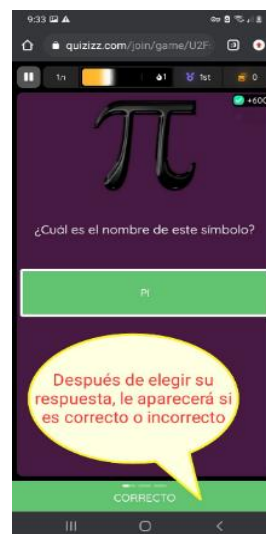 9:33
quizizz.com/join/game/U2F
1/1 1 1st 0
+600
π
¿Cuál es el nombre de este símbolo?
Pi
Después de elegir su
respuesta, le aparecerá si
es correcto o incorrecto
CORRECTO